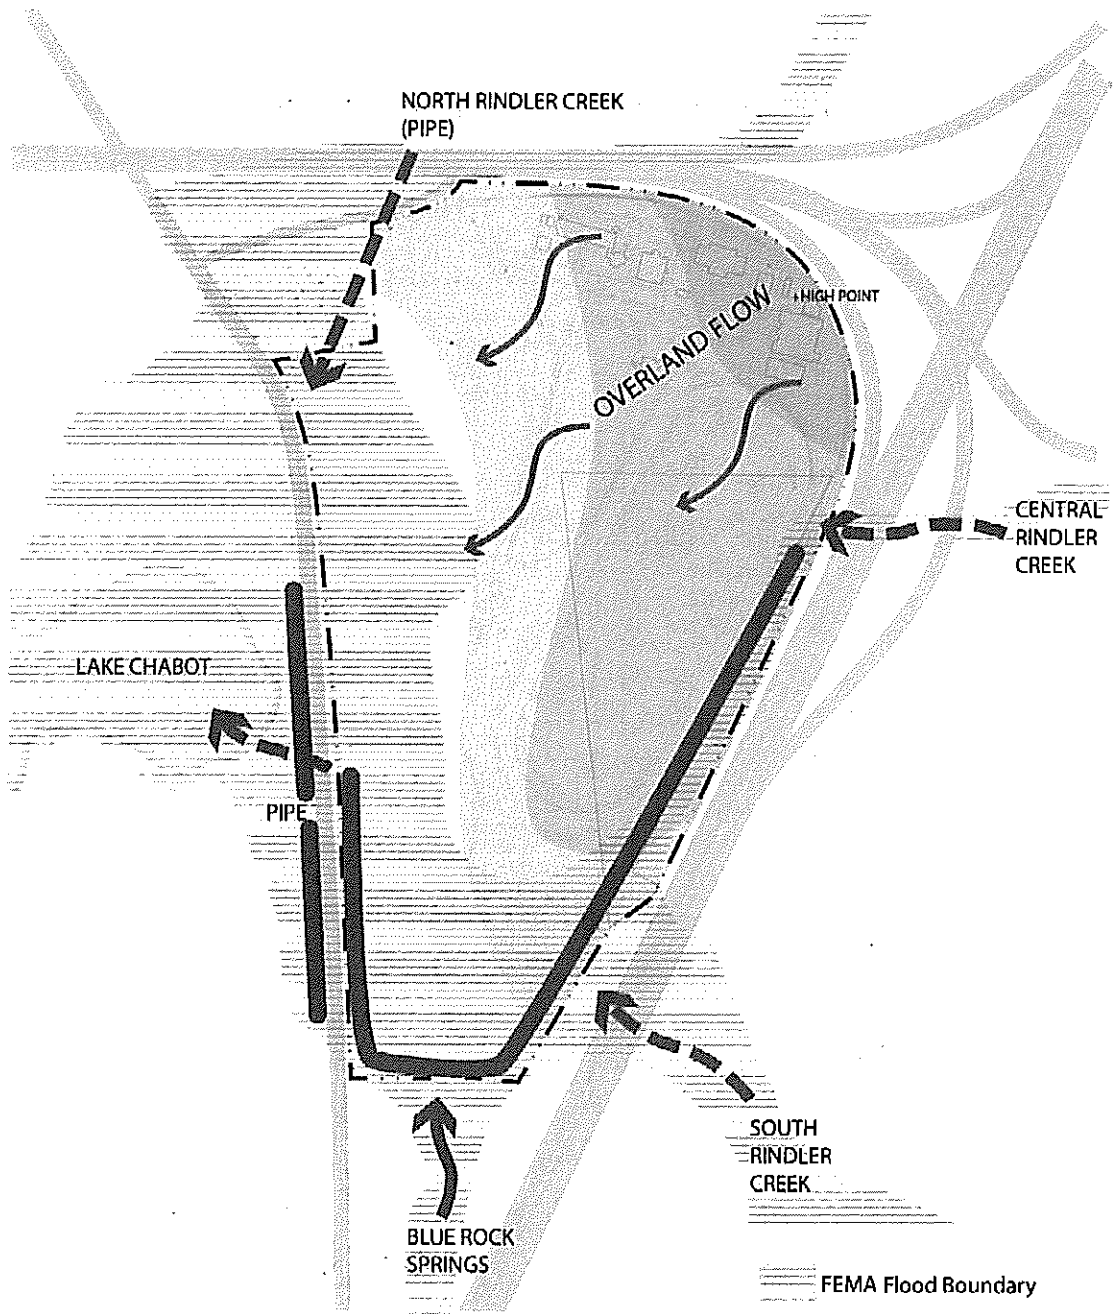 NORTH RINDLER CREEK
(PIPE)
+HIGH POINT
OVERLAND FLOW
CENTRAL
RINDLER
CREEK
LAKE CHABOT
PIPE
SOUTH
RINDLER
CREEK
BLUE ROCK
SPRINGS
FEMA Flood Boundary